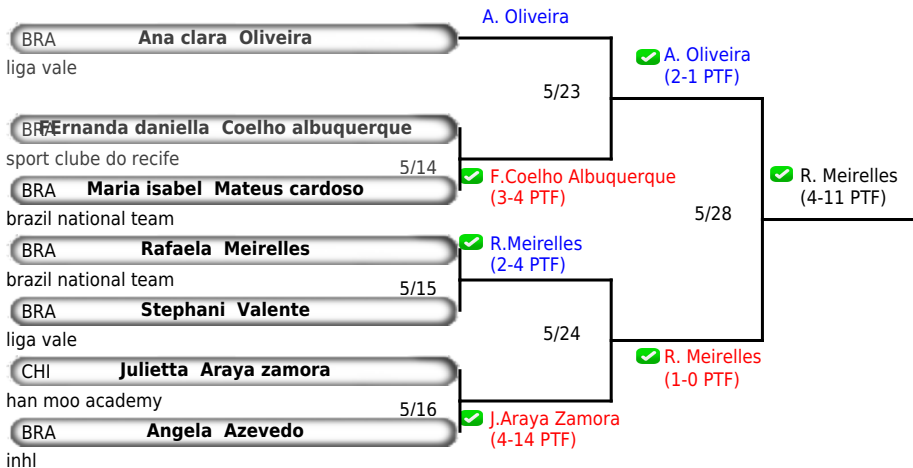 A. Oliveira
BRA Ana clara Oliveira
liga vale
A. Oliveira
(2-1 PTF)
5/23
BRA FErnanda daniella Coelho albuquerque
sport clube do recife
5/14
F.Coelho Albuquerque
(3-4 PTF)
BRA Maria isabel Mateus cardoso
brazil national team
R. Meirelles
(4-11 PTF)
5/28
BRA Rafaela Meirelles
brazil national team
R.Meirelles
(2-4 PTF)
5/15
BRA Stephani Valente
liga vale
5/24
CHI Julietta Araya zamora
han moo academy
R. Meirelles
(1-0 PTF)
5/16
J.Araya Zamora
(4-14 PTF)
BRA Angela Azevedo
inhl